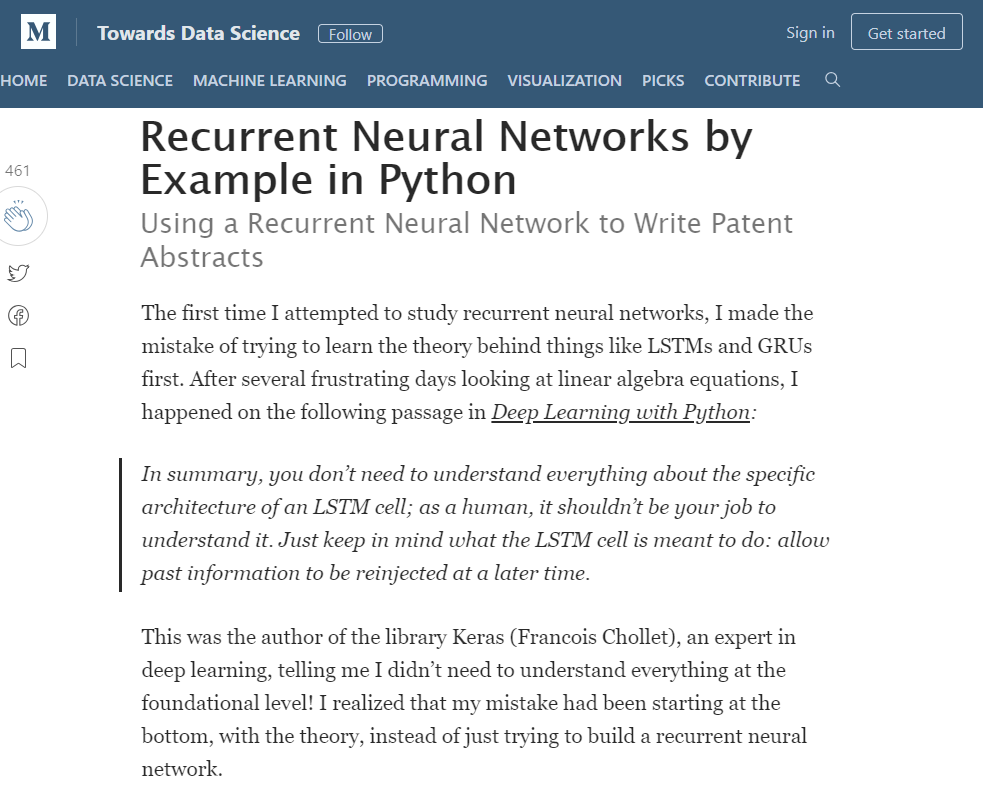 M
Towards Data Science Follow
Sign in Get started
HOME DATA SCIENCE MACHINE LEARNING PROGRAMMING VISUALIZATION PICKS CONTRIBUTE
461
Recurrent Neural Networks by
Example in Python
Using a Recurrent Neural Network to Write Patent
Abstracts
The first time I attempted to study recurrent neural networks, I made the
mistake of trying to learn the theory behind things like LSTMs and GRUs
first. After several frustrating days looking at linear algebra equations, I
happened on the following passage in Deep Learning with Python:
In summary, you don’t need to understand everything about the specific
architecture of an LSTM cell; as a human, it shouldn’t be your job to
understand it. Just keep in mind what the LSTM cell is meant to do: allow
past information to be reinjected at a later time.
This was the author of the library Keras (Francois Chollet), an expert in
deep learning, telling me I didn’t need to understand everything at the
foundational level! I realized that my mistake had been starting at the
bottom, with the theory, instead of just trying to build a recurrent neural
network.